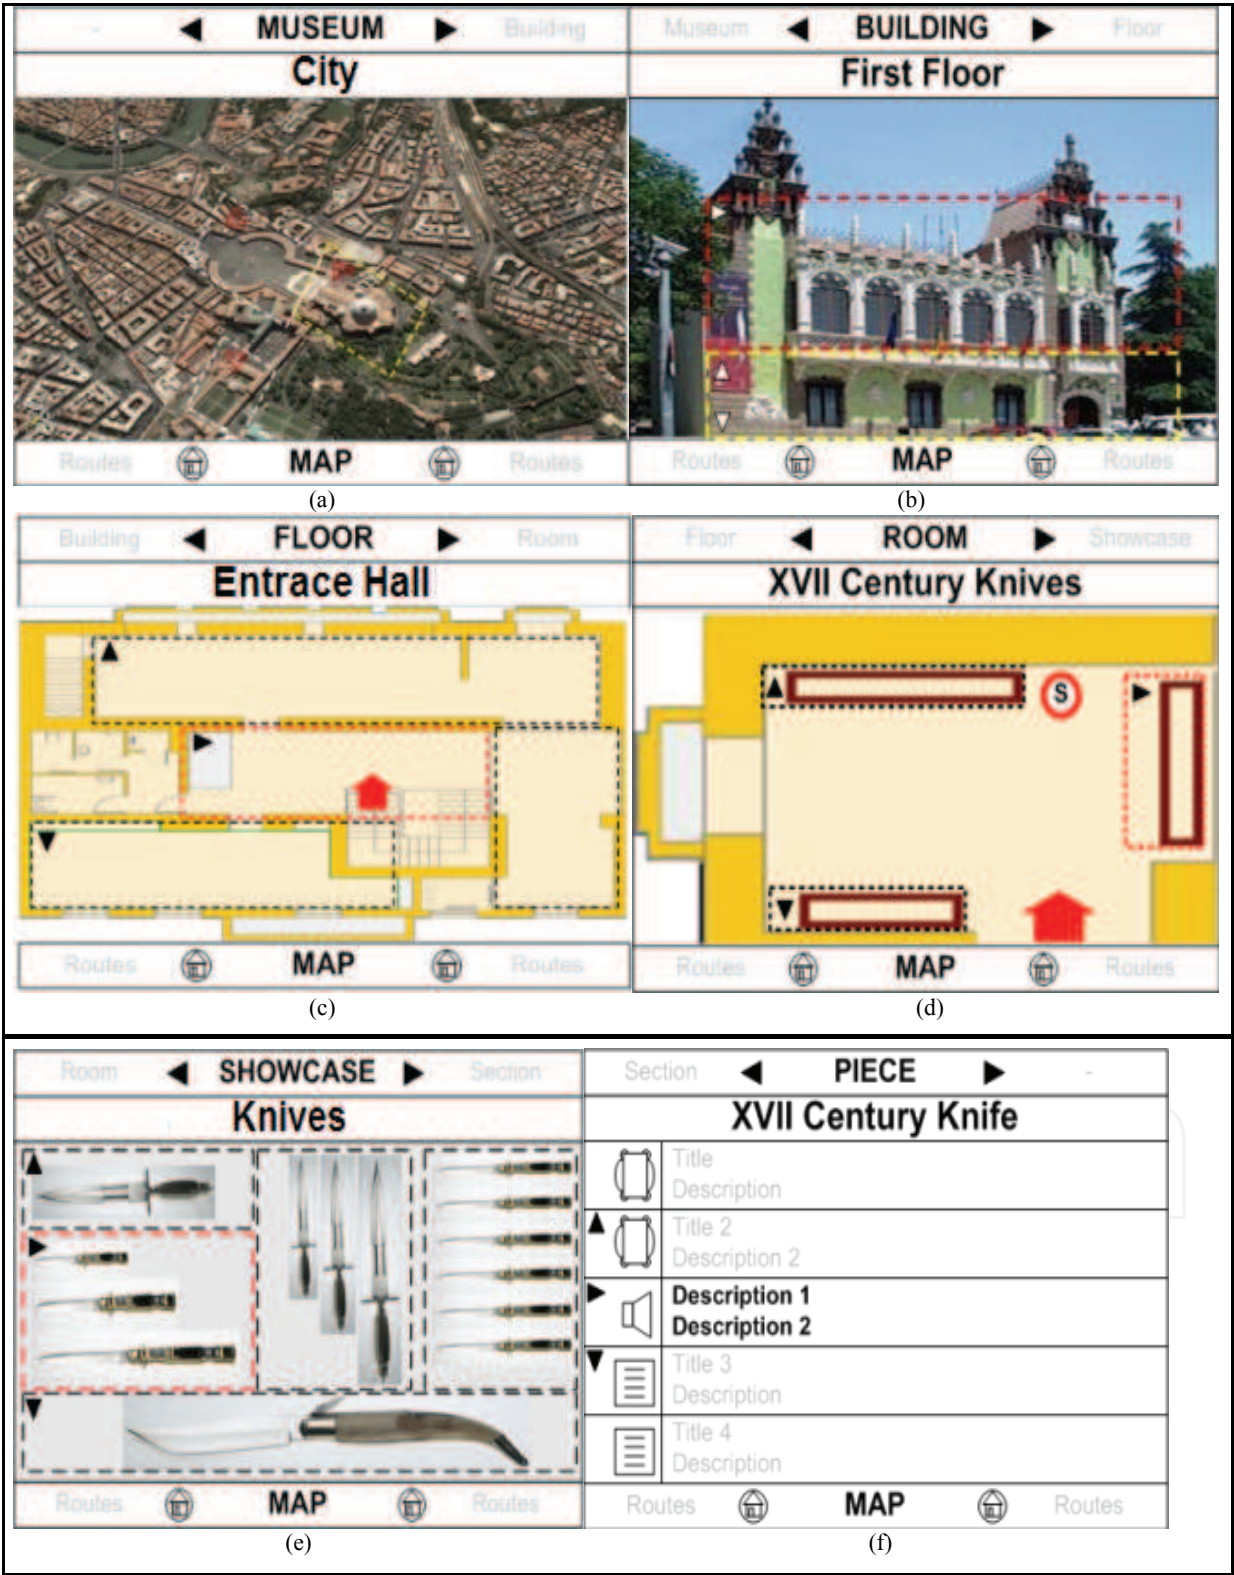 - MUSEUM Building
City
Routes MAP Routes
(a)
Museum BUILDING Floor
First Floor
Routes MAP Routes
(b)
Building FLOOR Room
Entrace Hall
Routes MAP Routes
(c)
Floor ROOM Showcase
XVII Century Knives
S
Routes MAP Routes
(d)
Room SHOWCASE Section
Knives
Routes MAP Routes
(e)
Section PIECE -
XVII Century Knife
Title
Description
Title 2
Description 2
Description 1
Description 2
Title 3
Description
Title 4
Description
Routes MAP Routes
(f)